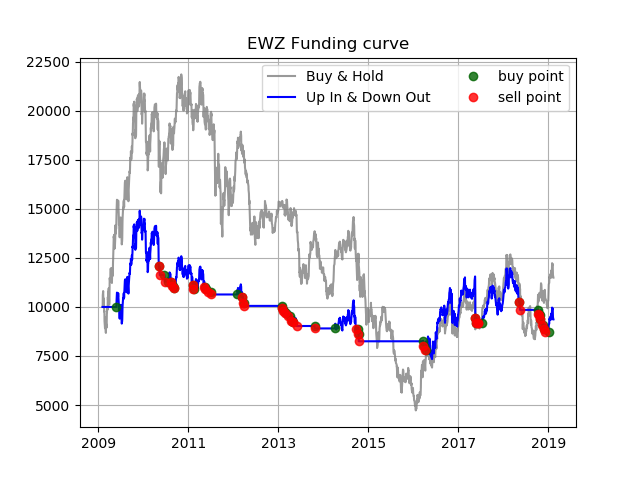 EWZ Funding curve
22500
20000
17500
15000
12500
10000
7500
5000
Buy & Hold
Up In & Down Out
buy point
sell point
2009 2011 2013 2015 2017 2019